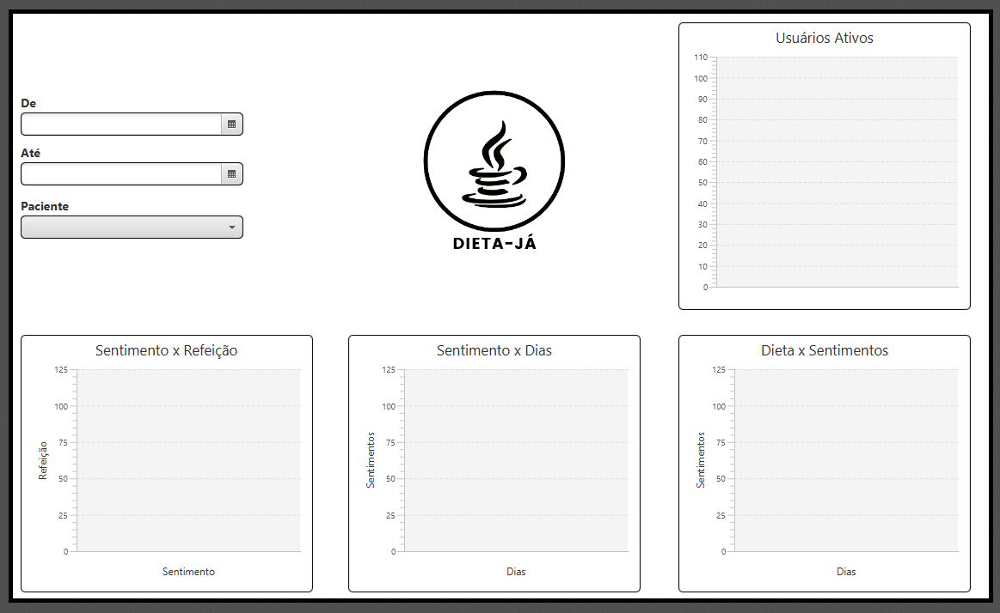 De
Até
Paciente
DIETA-JÁ
Usuários Ativos
110
100
90
80
70
60
50
40
30
20
10
0
Sentimento x Refeição
125
100
75
50
25
0
Refeição
Sentimento
Sentimento x Dias
125
100
75
50
25
0
Sentimentos
Dias
Dieta x Sentimentos
125
100
75
50
25
0
Sentimentos
Dias